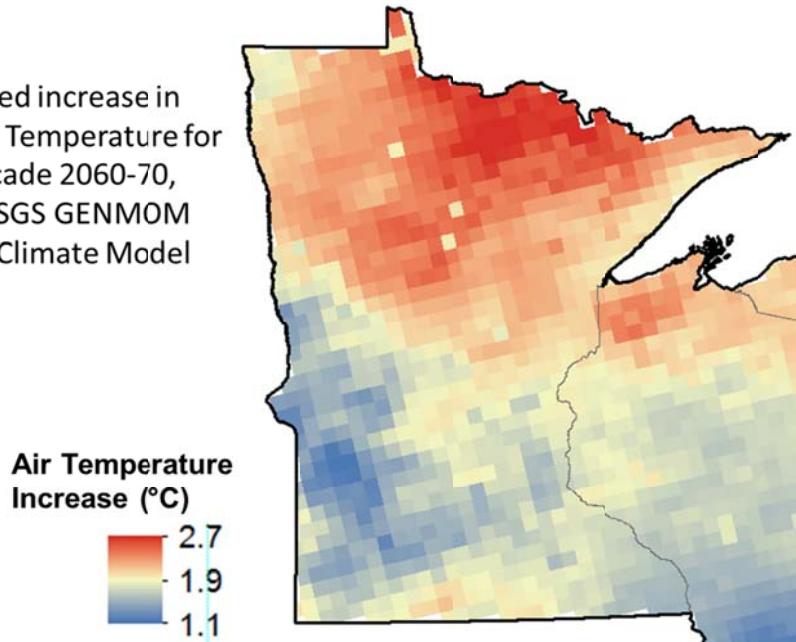 ed increase in
Temperature for
cade 2060-70,
SGS GENMOM
Climate Model
Air Temperature
Increase (°C)
2.7
1.9
1.1